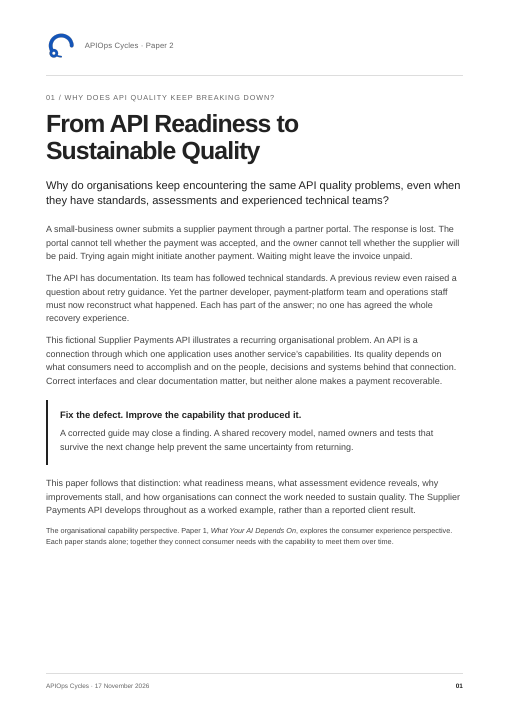 APIOps Cycles · Paper 2
01 / WHY DOES API QUALITY KEEP BREAKING DOWN?
From API Readiness to
Sustainable Quality
Why do organisations keep encountering the same API quality problems, even when
they have standards, assessments and experienced technical teams?
A small-business owner submits a supplier payment through a partner portal. The response is lost. The
portal cannot tell whether the payment was accepted, and the owner cannot tell whether the supplier will
be paid. Trying again might initiate another payment. Waiting might leave the invoice unpaid.
The API has documentation. Its team has followed technical standards. A previous review even raised a
question about retry guidance. Yet the partner developer, payment-platform team and operations staff
must now reconstruct what happened. Each has part of the answer; no one has agreed the whole
recovery experience.
This fictional Supplier Payments API illustrates a recurring organisational problem. An API is a
connection through which one application uses another service's capabilities. Its quality depends on
what consumers need to accomplish and on the people, decisions and systems behind that connection.
Correct interfaces and clear documentation matter, but neither alone makes a payment recoverable.
Fix the defect. Improve the capability that produced it.
A corrected guide may close a finding. A shared recovery model, named owners and tests that
survive the next change help prevent the same uncertainty from returning.
This paper follows that distinction: what readiness means, what assessment evidence reveals, why
improvements stall, and how organisations can connect the work needed to sustain quality. The Supplier
Payments API develops throughout as a worked example, rather than a reported client result.
The organisational capability perspective. Paper 1, What Your AI Depends On, explores the consumer experience perspective.
Each paper stands alone; together they connect consumer needs with the capability to meet them over time.
APIOps Cycles · 17 November 2026
01